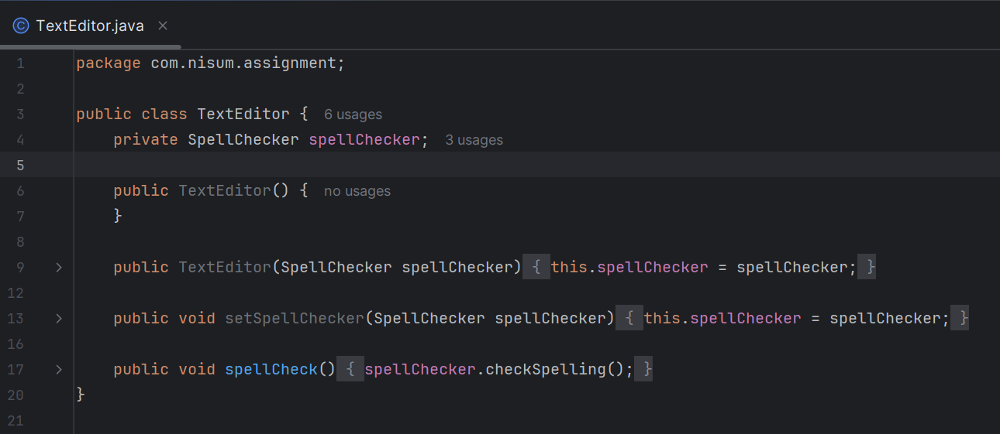 TextEditor.java
1 package com.nisum.assignment;
2
3 public class TextEditor { 6 usages
4 private SpellChecker spellChecker; 3 usages
5
6 public TextEditor() { no usages
7 }
8
9 public TextEditor(SpellChecker spellChecker) { this.spellChecker = spellChecker; }
12
13 public void setSpellChecker(SpellChecker spellChecker) { this.spellChecker = spellChecker; }
16
17 public void spellCheck() { spellChecker.checkSpelling(); }
20 }
21